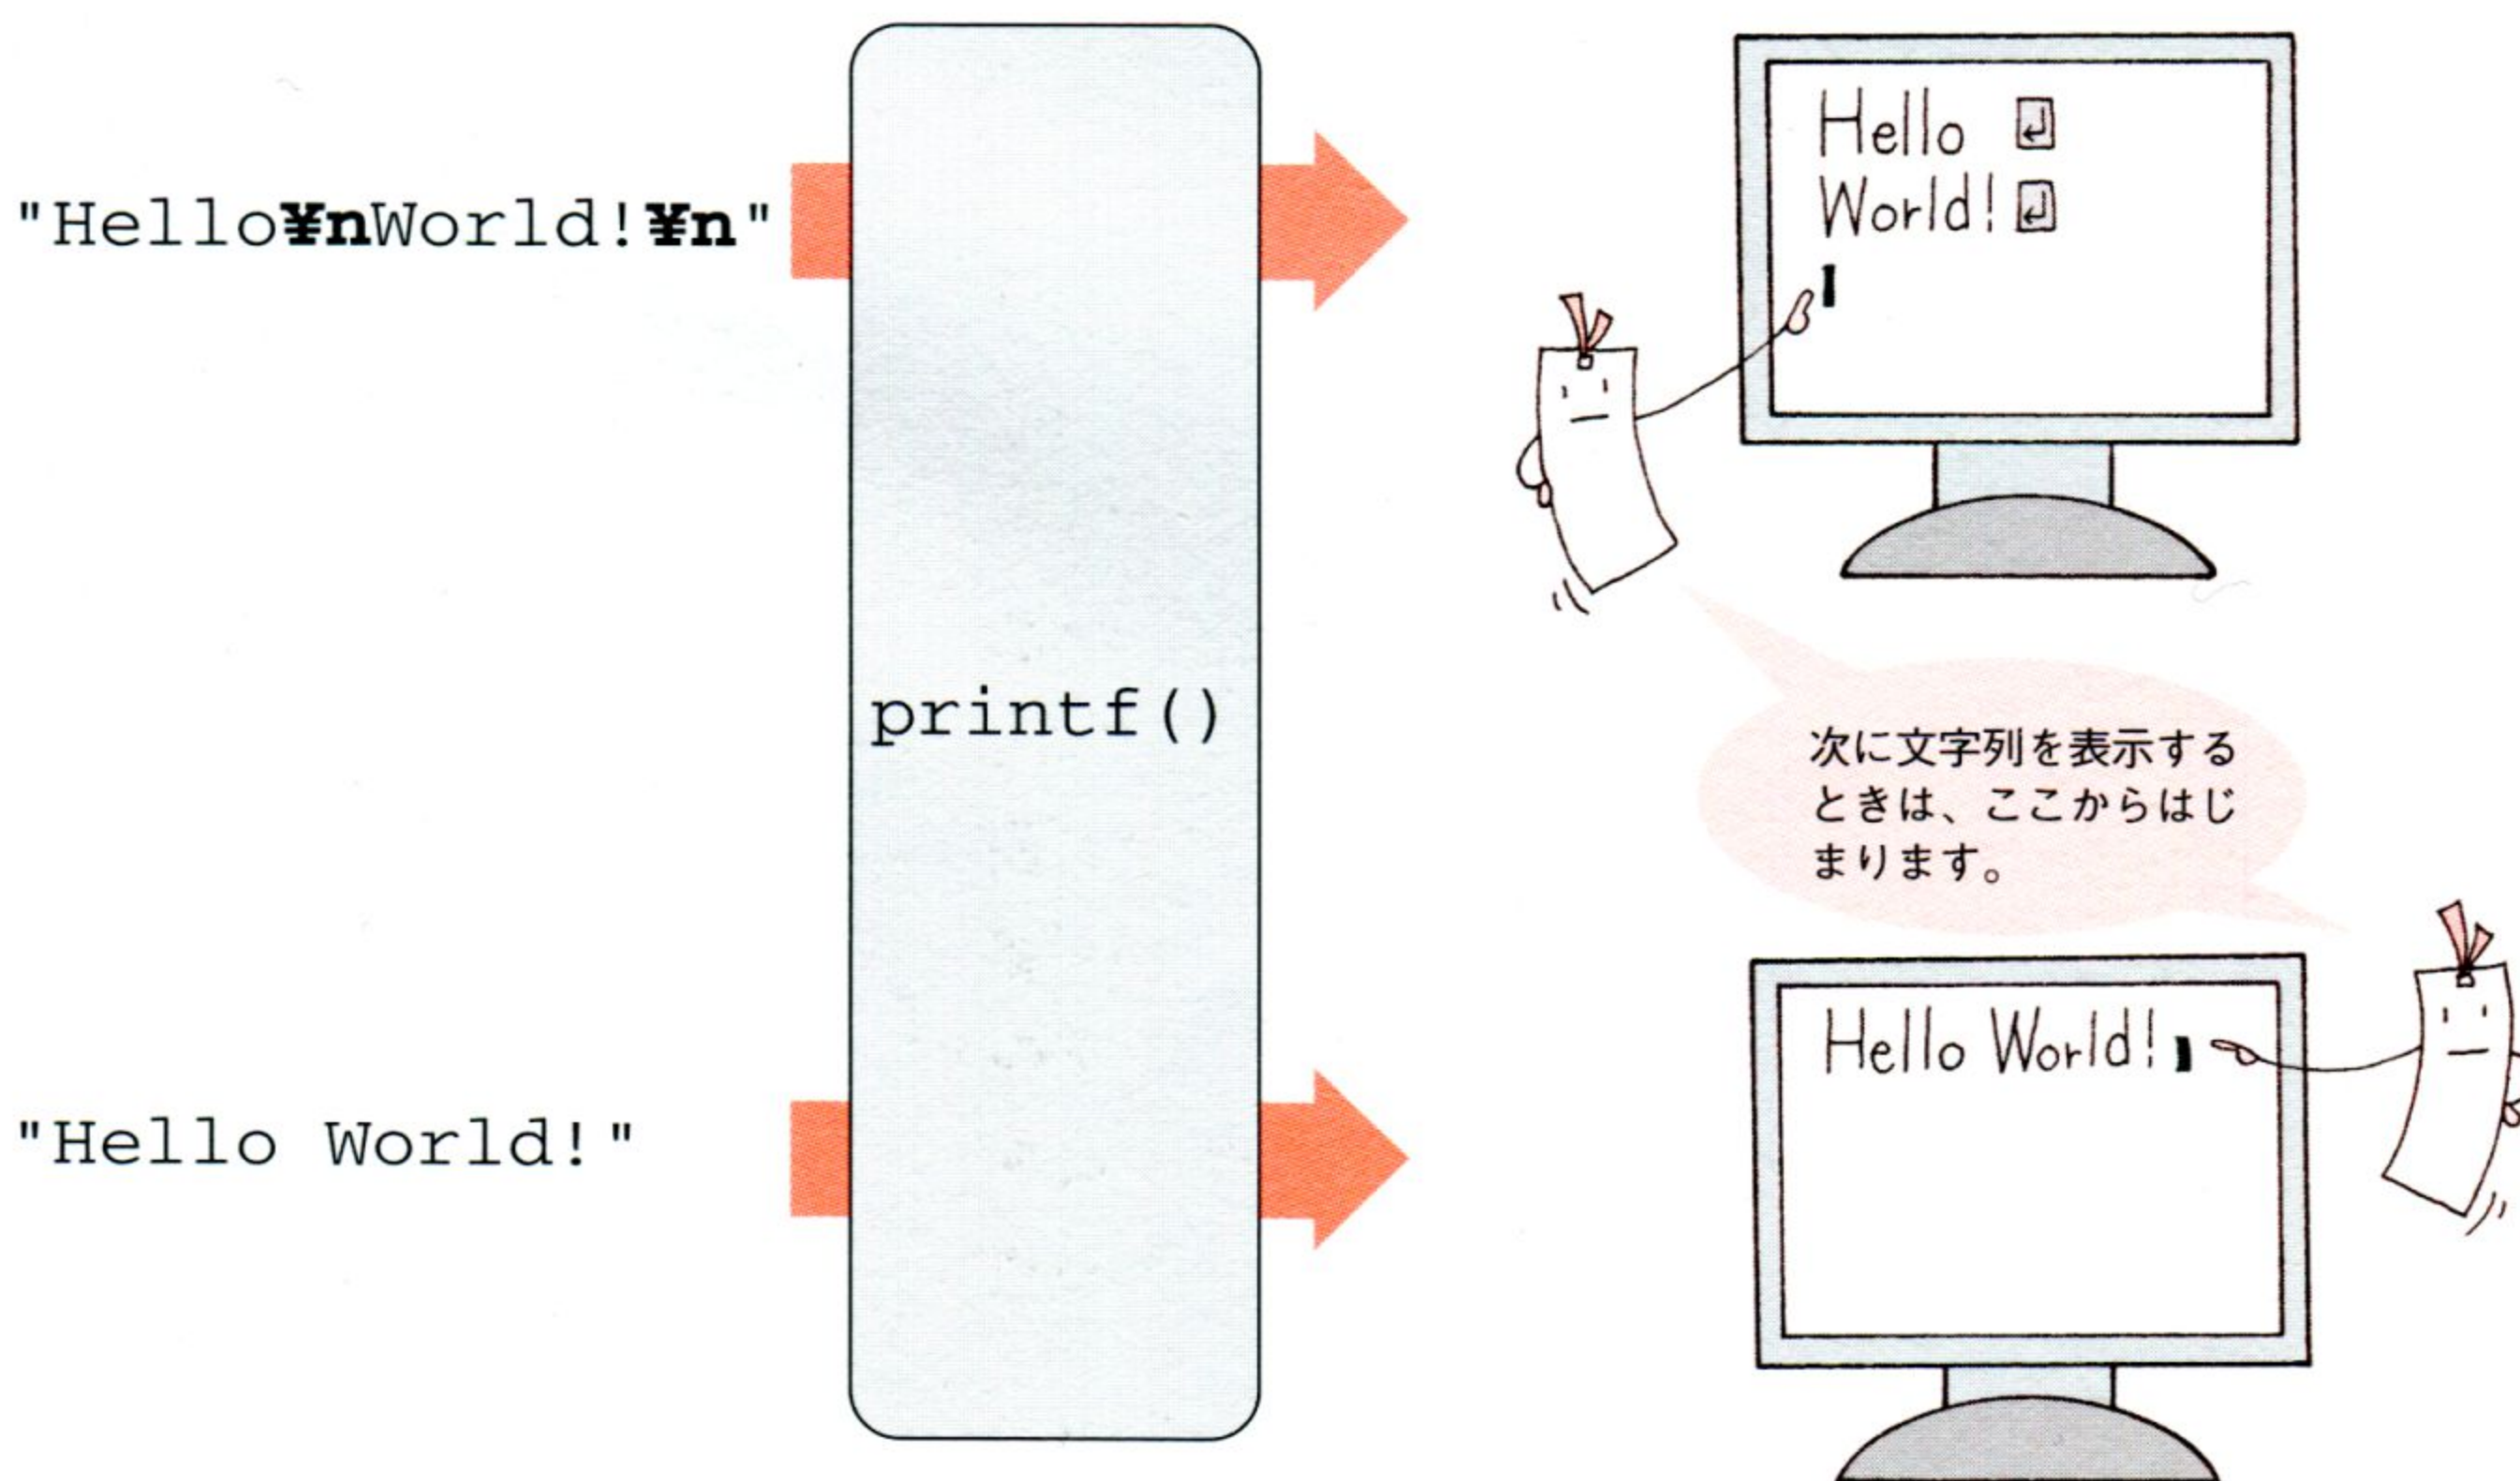 "Hello¥nWorld!¥n"
printf()
"Hello World!"
Hello ↵
World!↵
次に文字列を表示する
ときは、ここからはじ
まります。
Hello World!